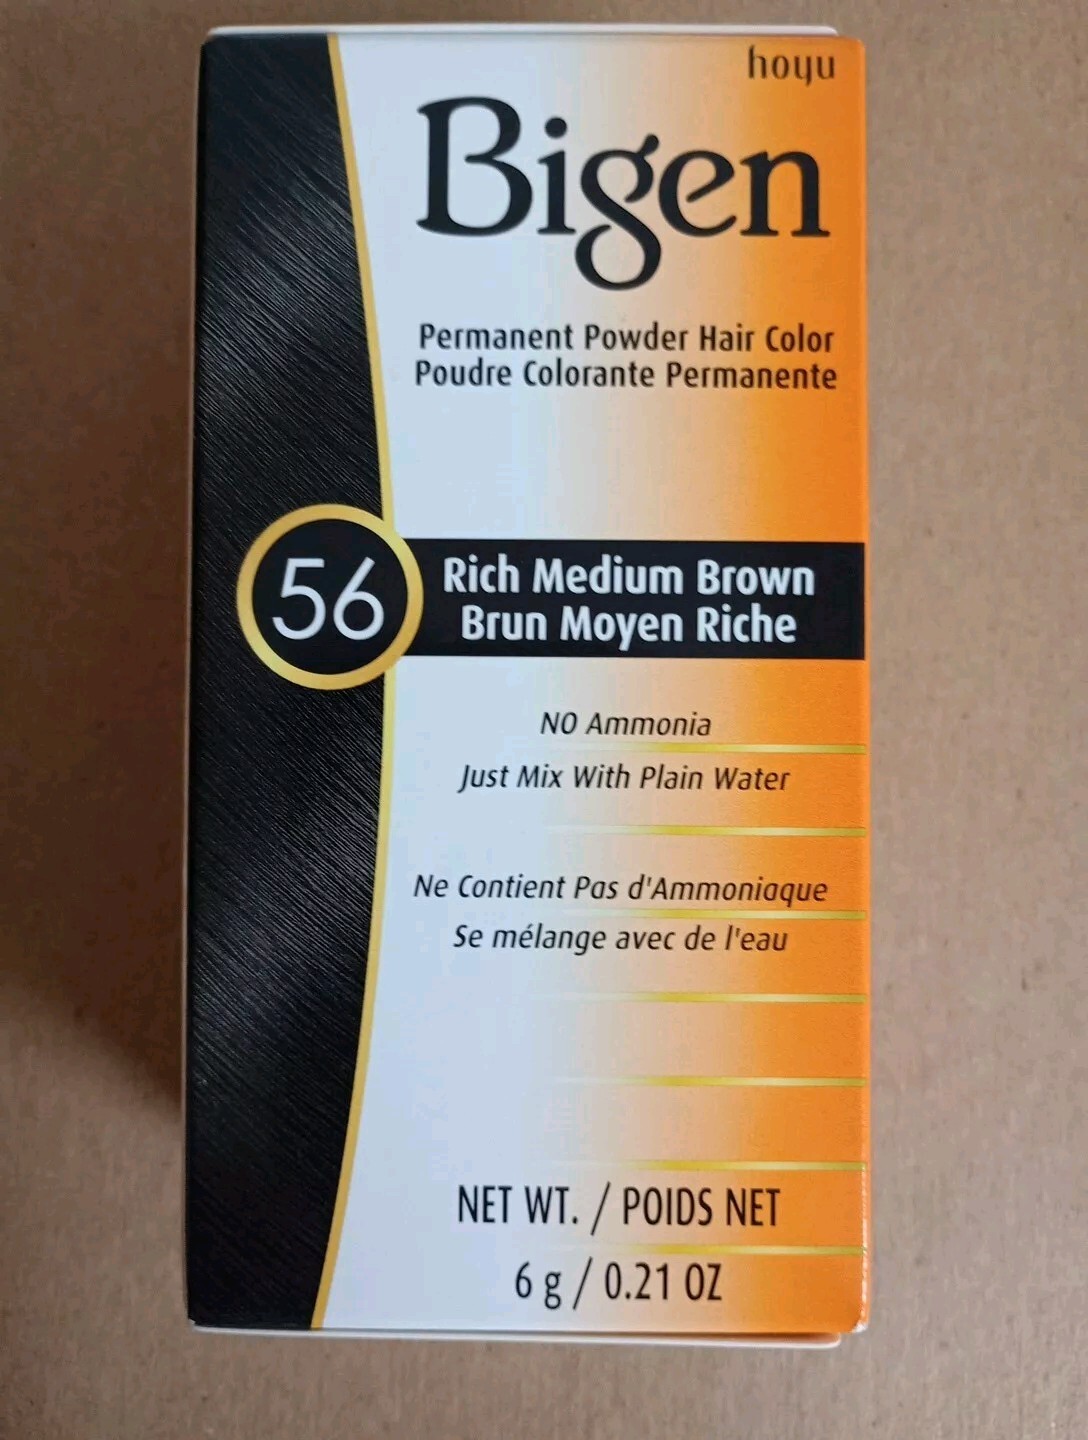 hoyu
Bigen
Permanent Powder Hair Color
Poudre Colorante Permanente
56
Rich Medium Brown
Brun Moyen Riche
NO Ammonia
Just Mix With Plain Water
Ne Contient Pas d'Ammoniaque
Se mélange avec de l'eau
NET WT. / POIDS NET
6 g / 0.21 OZ